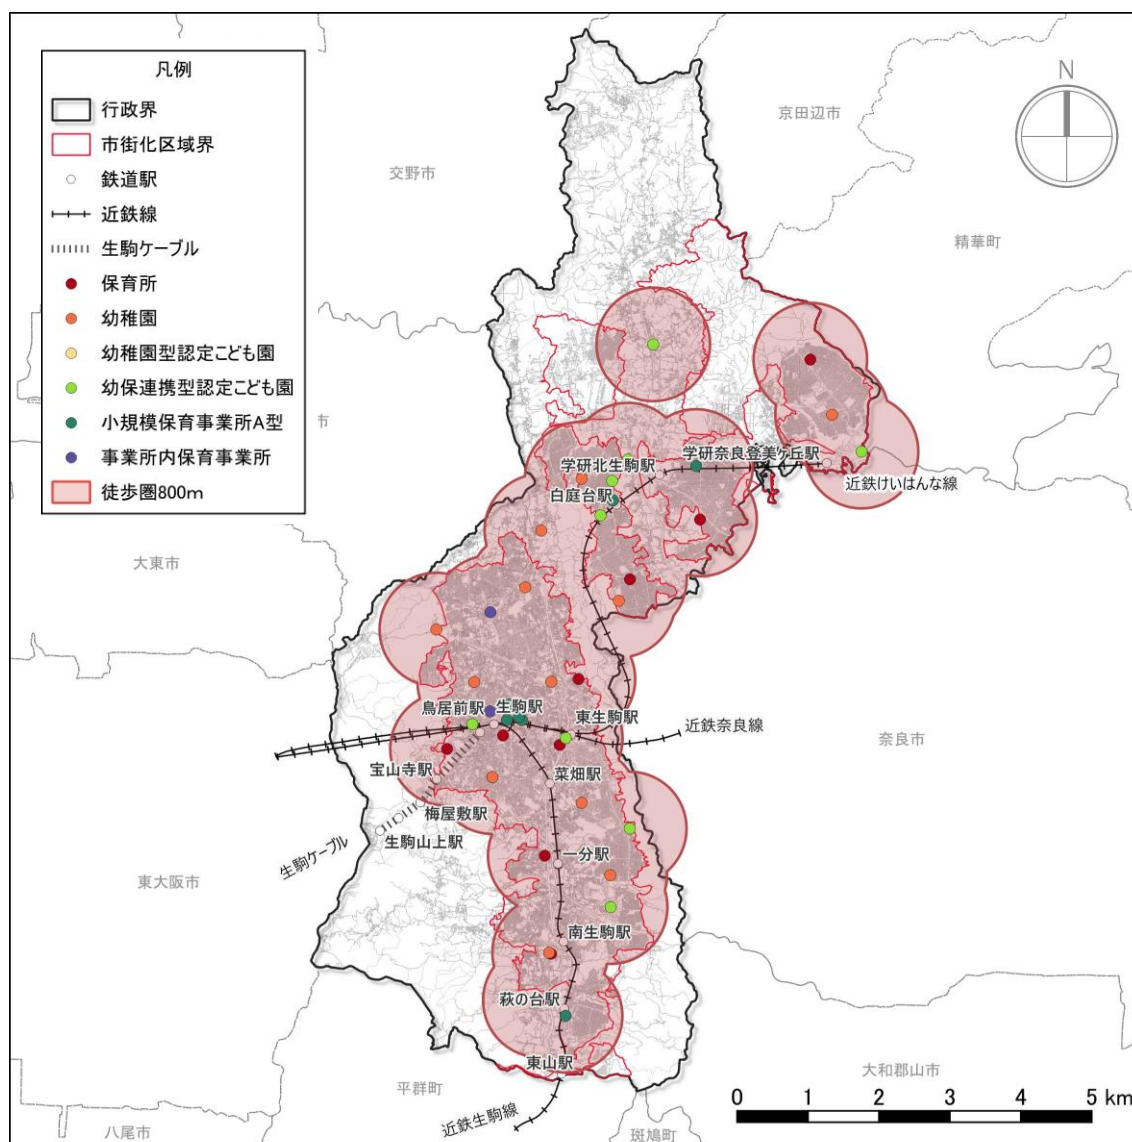 凡例
行政界
市街化区域界
鉄道駅
近鉄線
生駒ケーブル
保育所
幼稚園
幼稚園型認定こども園
幼保連携型認定こども園
小規模保育事業所A型
事業所内保育事業所
徒歩圏800m
N
京田辺市
交野市
精華町
市
学研北生駒駅
学研奈良登美ケ丘駅
白庭台駅
近鉄けいはんな線
大東市
鳥居前駅
生駒駅
東生駒駅
近鉄奈良線
奈良市
宝山寺駅
菜畑駅
梅屋敷駅
生駒山上駅
生駒ケーブル
一分駅
東大阪市
南生駒駅
萩の台駅
東山駅
平群町
大和郡山市
近鉄生駒線
八尾市
斑鳩町
0 1 2 3 4 5 km